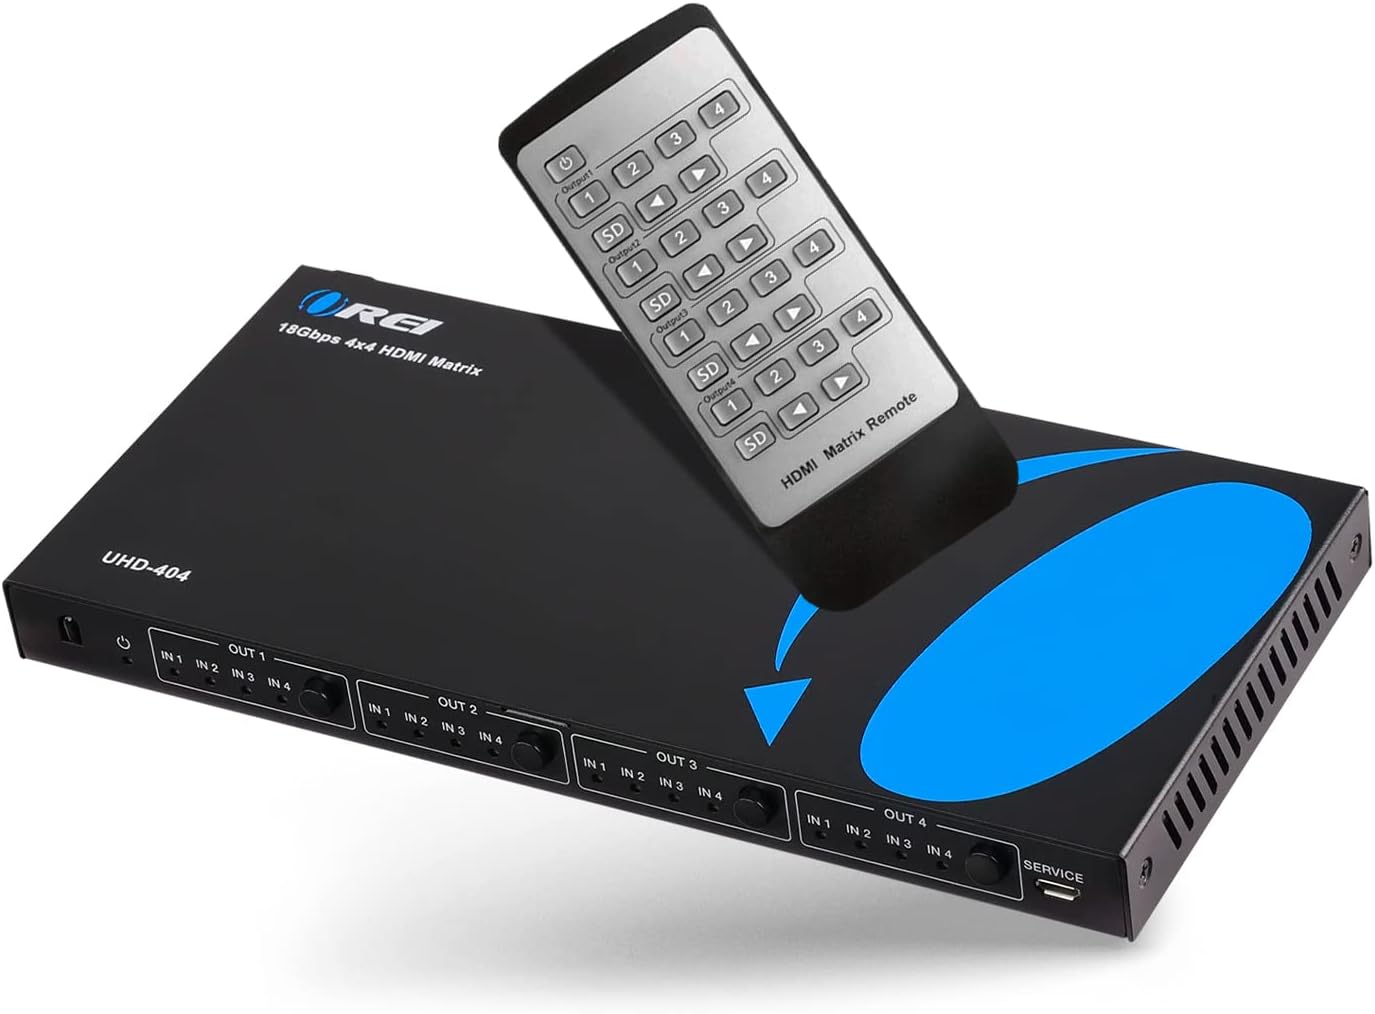 Output1
1 2 3 4
SD
Output2
1 2 3 4
SD
Output3
1 2 3 4
SD
Output4
1 2 3 4
SD
HDMI Matrix Remote
OREI
18Gbps 4x4 HDMI Matrix
UHD-404
OUT 1
IN 1 IN 2 IN 3 IN 4
OUT 2
IN 1 IN 2 IN 3 IN 4
OUT 3
IN 1 IN 2 IN 3 IN 4
OUT 4
IN 1 IN 2 IN 3 IN 4
SERVICE